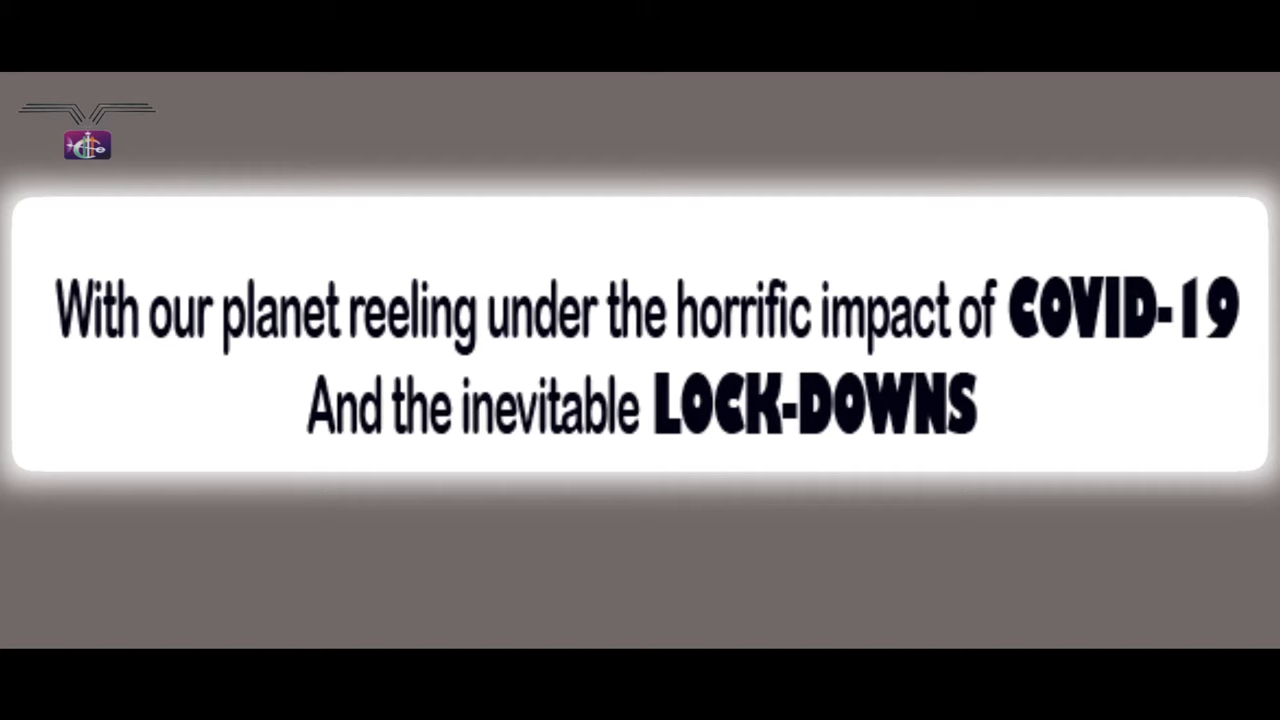 With our planet reeling under the horrific impact of COVID-19
And the inevitable LOCK-DOWNS